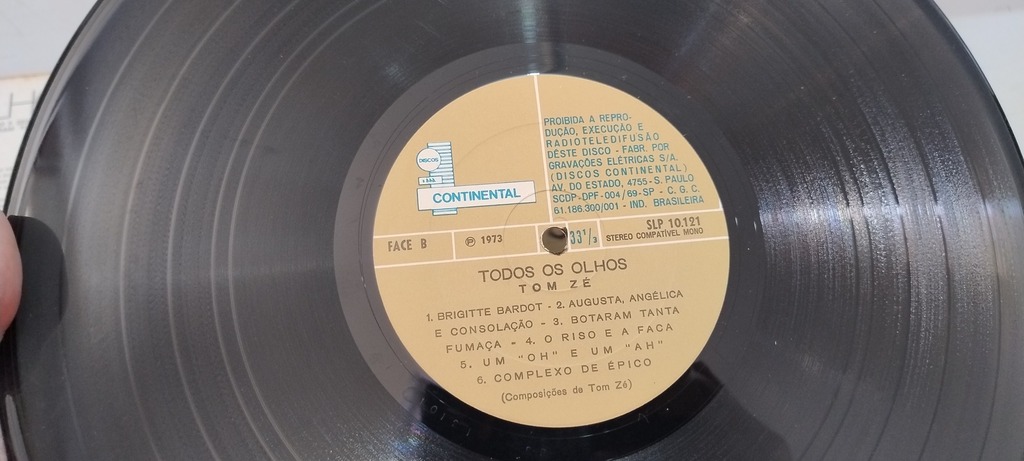 DISCOS
CONTINENTAL
PROIBIDA A REPRO-
DUÇÃO, EXECUÇÃO E
RADIOTELEDIFUSÃO
DÊSTE DISCO - FABR. POR
GRAVAÇÕES ELÉTRICAS S/A.
(DISCOS CONTINENTAL)
AV. DO ESTADO, 4755 - S. PAULO
SCDP-DPF-004/69-SP - C. G. C.
61.186.300/001 - IND. BRASILEIRA
FACE B
Ⓟ 1973
33 1/3
SLP 10.121
STEREO COMPATÍVEL MONO
TODOS OS OLHOS
TOM ZÉ
1. BRIGITTE BARDOT - 2. AUGUSTA, ANGÉLICA
E CONSOLAÇÃO - 3. BOTARAM TANTA
FUMAÇA - 4. O RISO E A FACA
5. UM "OH" E UM "AH"
6. COMPLEXO DE ÉPICO
(Composições de Tom Zé)